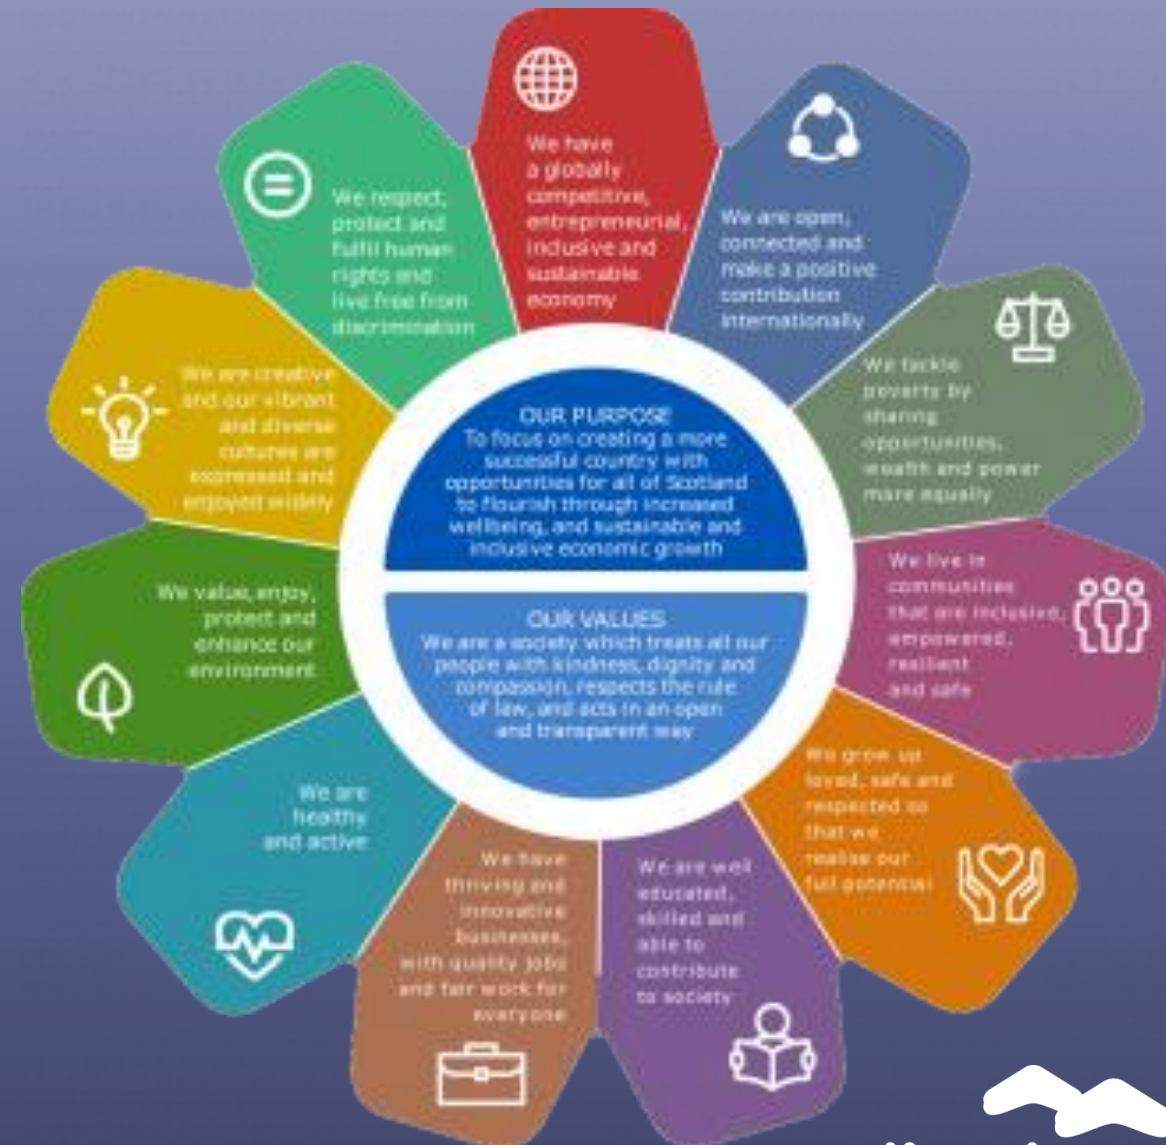 We have
a globally
competitive,
entrepreneurial,
inclusive and
sustainable
economy
We are open,
connected and
make a positive
contribution
internationally
We tackle
poverty by
sharing
opportunities,
wealth and power
more equally
We live in
communities
that are inclusive,
empowered,
resilient
and safe
We grow up
loved, safe and
respected so
that we
realise our
full potential
We are well
educated,
skilled and
able to
contribute
to society
We have
thriving and
innovative
businesses,
with quality jobs
and fair work for
everyone
We are
healthy
and active
We value, enjoy,
protect and
enhance our
environment
We are creative
and our vibrant
and diverse
cultures are
expressed and
enjoyed widely
We respect,
protect and
fulfil human
rights and
live free from
discrimination
OUR PURPOSE
To focus on creating a more
successful country with
opportunities for all of Scotland
to flourish through increased
wellbeing, and sustainable and
inclusive economic growth
OUR VALUES
We are a society which treats all our
people with kindness, dignity and
compassion, respects the rule
of law, and acts in an open
and transparent way